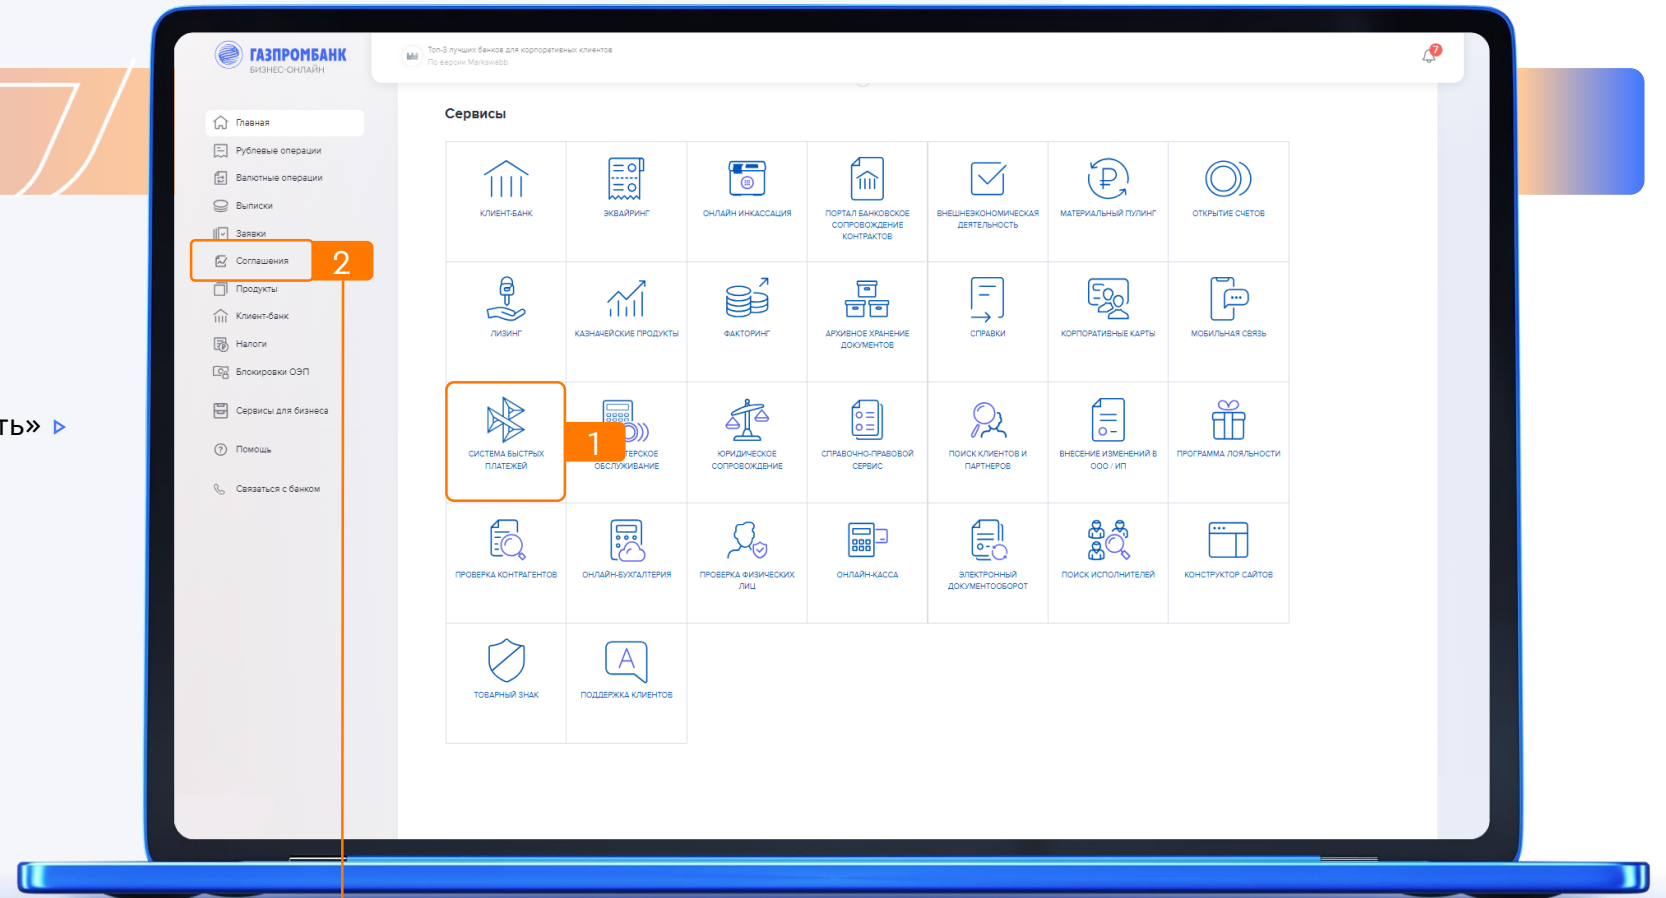 ГАЗПРОМБАНК
БИЗНЕС-ОНЛАЙН
Топ-3 лучших банков для корпоративных клиентов
По версии Markswebb
7
Главная
Рублевые операции
Валютные операции
Выписки
Заявки
Соглашения
2
Продукты
Клиент-банк
Налоги
Блокировки ОЭП
Сервисы для бизнеса
Помощь
Связаться с банком
ть»
Сервисы
КЛИЕНТ-БАНК
ЭКВАЙРИНГ
ОНЛАЙН ИНКАССАЦИЯ
ПОРТАЛ БАНКОВСКОЕ
СОПРОВОЖДЕНИЕ
КОНТРАКТОВ
ВНЕШНЕЭКОНОМИЧЕСКАЯ
ДЕЯТЕЛЬНОСТЬ
МАТЕРИАЛЬНЫЙ ПУЛИНГ
ОТКРЫТИЕ СЧЕТОВ
ЛИЗИНГ
КАЗНАЧЕЙСКИЕ ПРОДУКТЫ
ФАКТОРИНГ
АРХИВНОЕ ХРАНЕНИЕ
ДОКУМЕНТОВ
СПРАВКИ
КОРПОРАТИВНЫЕ КАРТЫ
МОБИЛЬНАЯ СВЯЗЬ
СИСТЕМА БЫСТРЫХ
ПЛАТЕЖЕЙ
1
ТЕРСКОЕ
ОБСЛУЖИВАНИЕ
ЮРИДИЧЕСКОЕ
СОПРОВОЖДЕНИЕ
СПРАВОЧНО-ПРАВОВОЙ
СЕРВИС
ПОИСК КЛИЕНТОВ И
ПАРТНЕРОВ
ВНЕСЕНИЕ ИЗМЕНЕНИЙ В
ООО / ИП
ПРОГРАММА ЛОЯЛЬНОСТИ
ПРОВЕРКА КОНТРАГЕНТОВ
ОНЛАЙН-БУХГАЛТЕРИЯ
ПРОВЕРКА ФИЗИЧЕСКИХ
ЛИЦ
ОНЛАЙН-КАССА
ЭЛЕКТРОННЫЙ
ДОКУМЕНТООБОРОТ
ПОИСК ИСПОЛНИТЕЛЕЙ
КОНСТРУКТОР САЙТОВ
ТОВАРНЫЙ ЗНАК
ПОДДЕРЖКА КЛИЕНТОВ